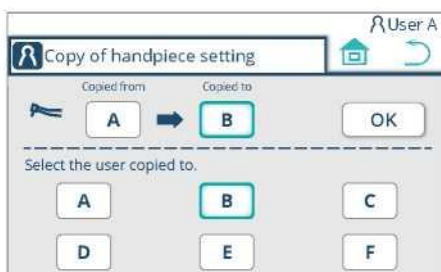 User A
Copy of handpiece setting
Copied from Copied to
A B OK
Select the user copied to.
A B C
D E F